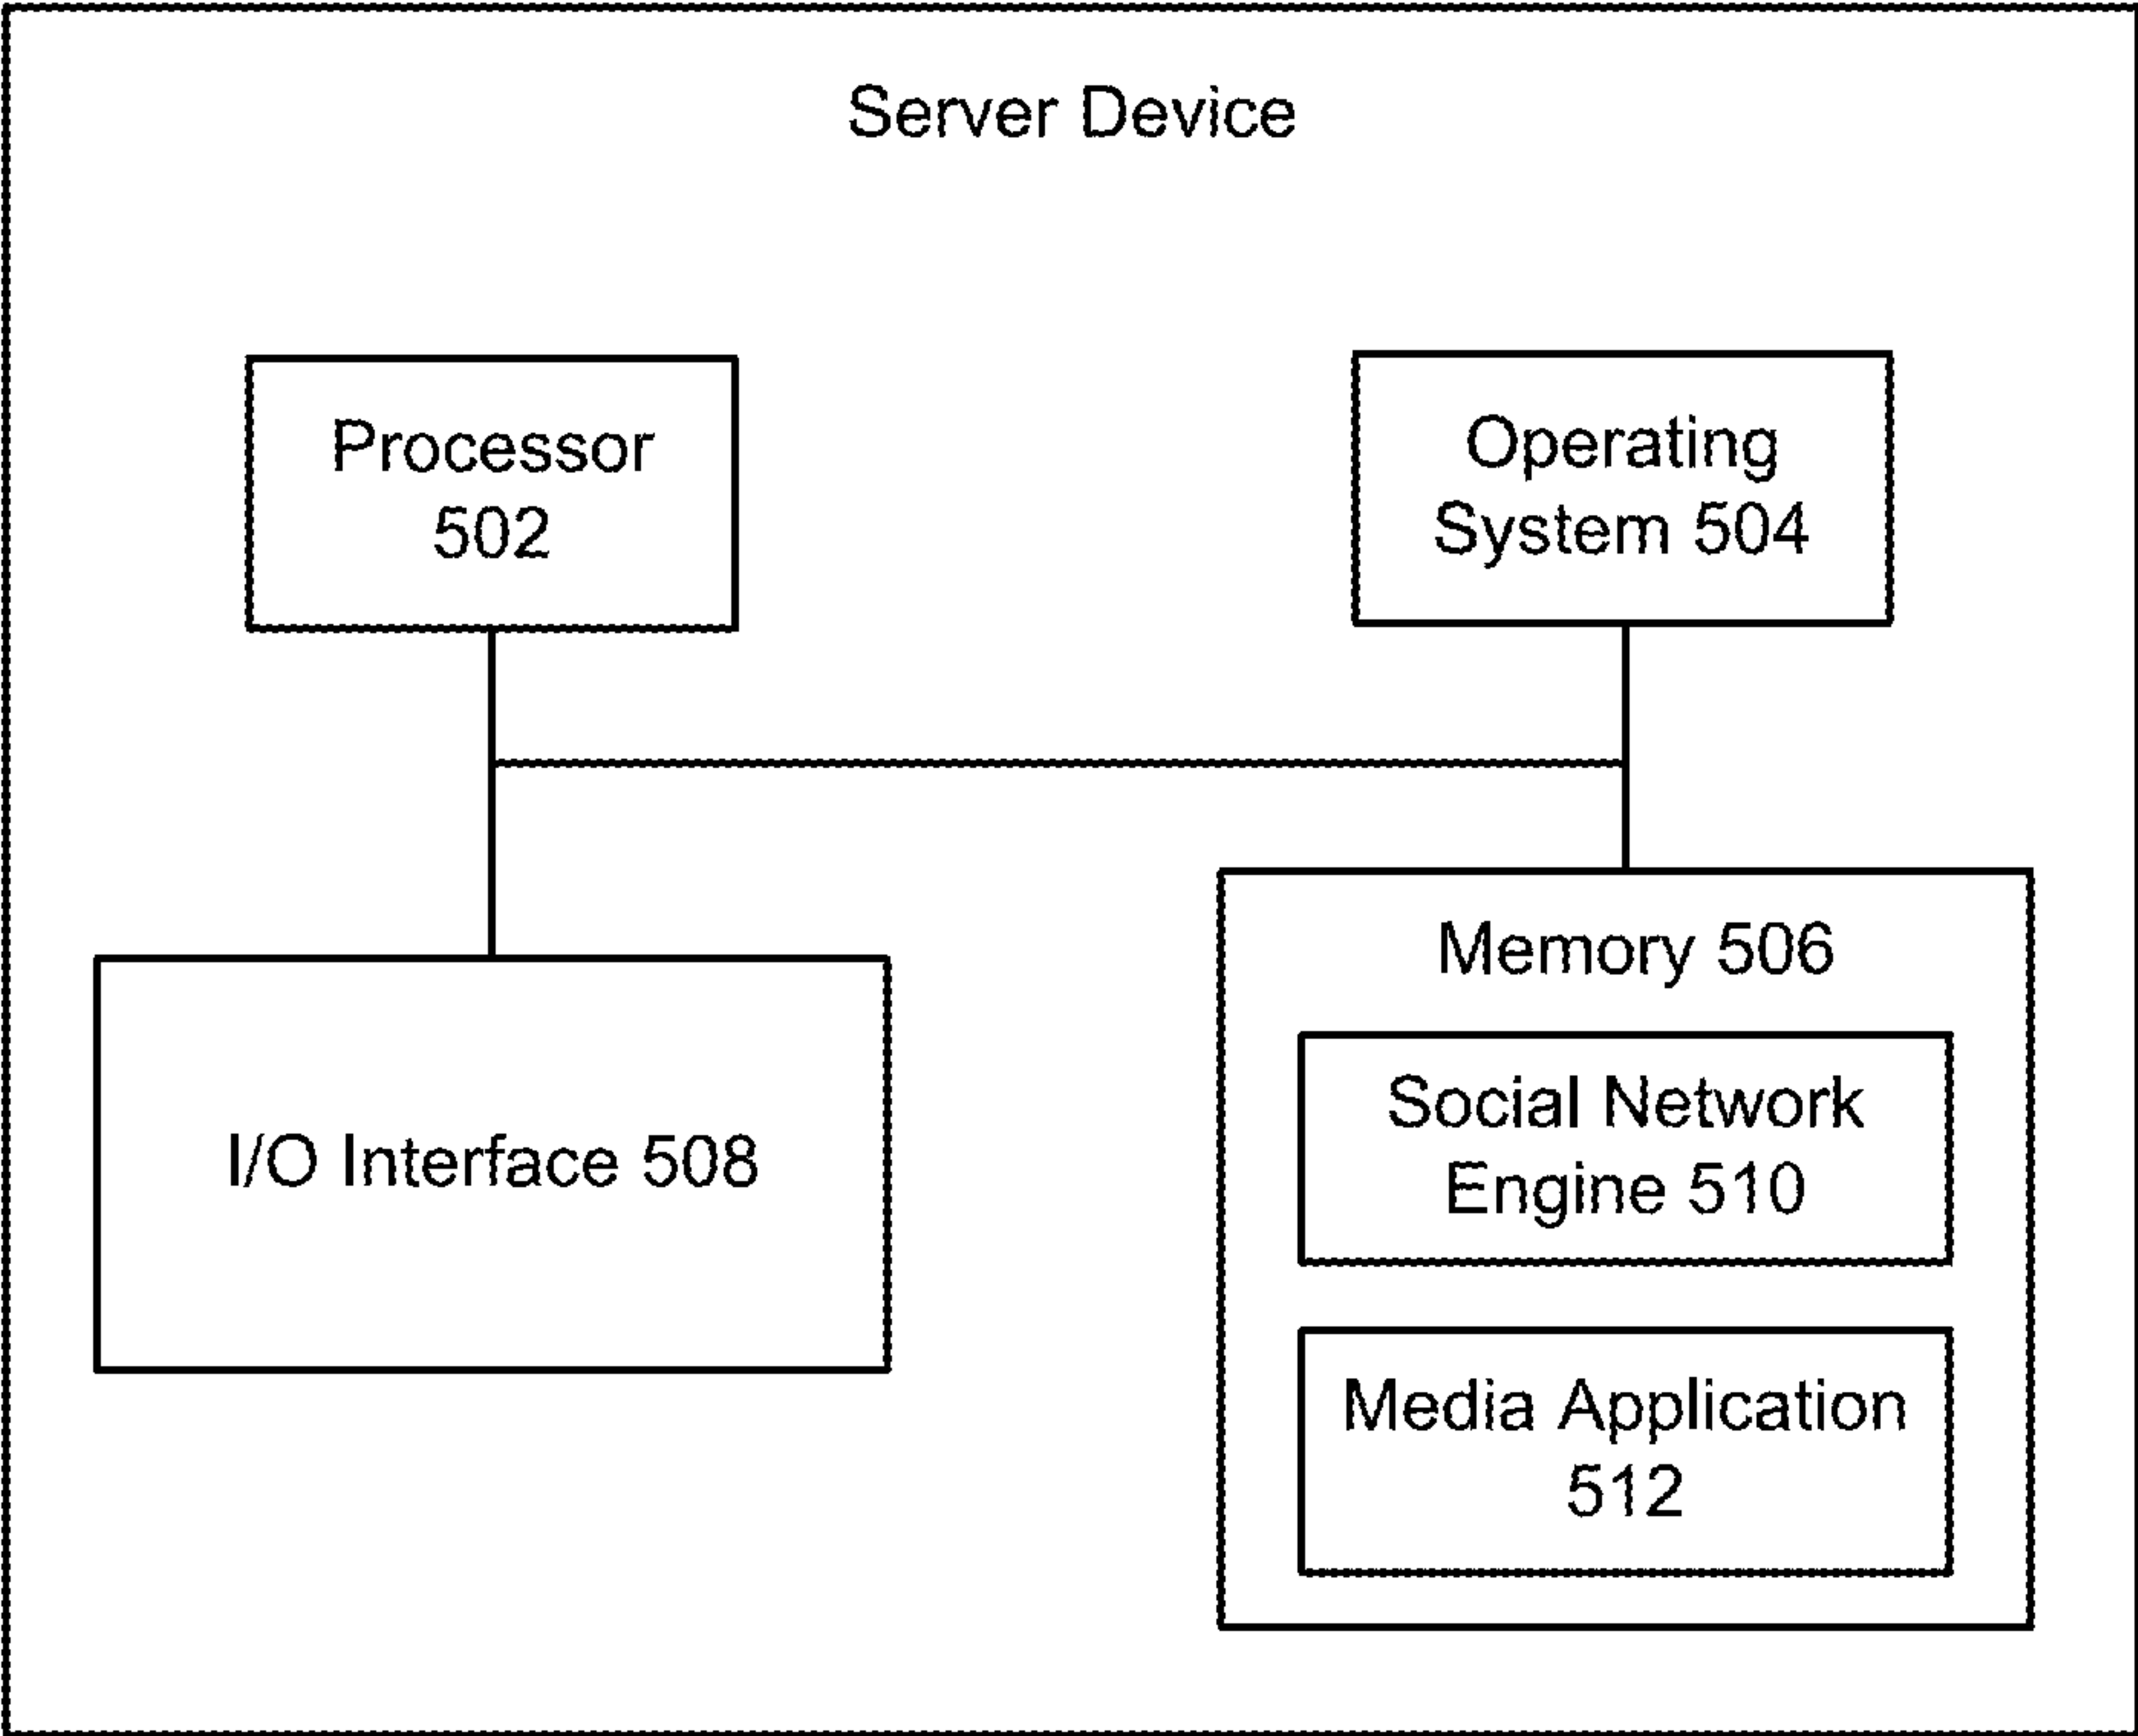 Server Device
Processor
502
Operating
System 504
I/O Interface 508
Memory 506
Social Network
Engine 510
Media Application
512